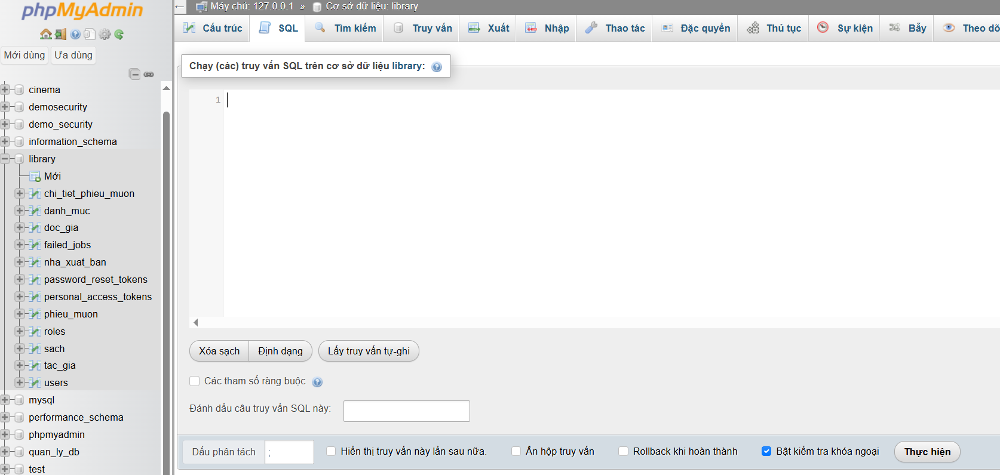 phpMyAdmin
Mới dùng
Ưa dùng
cinema
demosecurity
demo_security
information_schema
library
Mới
chi_tiet_phieu_muon
danh_muc
doc_gia
failed_jobs
nha_xuat_ban
password_reset_tokens
personal_access_tokens
phieu_muon
roles
sach
tac_gia
users
mysql
performance_schema
phpmyadmin
quan_ly_db
test
Máy chủ: 127.0.0.1 » Cơ sở dữ liệu: library
Cấu trúc
SQL
Tìm kiếm
Truy vấn
Xuất
Nhập
Thao tác
Đặc quyền
Thủ tục
Sự kiện
Bẫy
Theo dõ
Chạy (các) truy vấn SQL trên cơ sở dữ liệu library:
1
Xóa sạch
Định dạng
Lấy truy vấn tự-ghi
Các tham số ràng buộc
Đánh dấu câu truy vấn SQL này:
Dấu phân tách ;
Hiển thị truy vấn này lần sau nữa.
Ẩn hộp truy vấn
Rollback khi hoàn thành
Bật kiểm tra khóa ngoại
Thực hiện